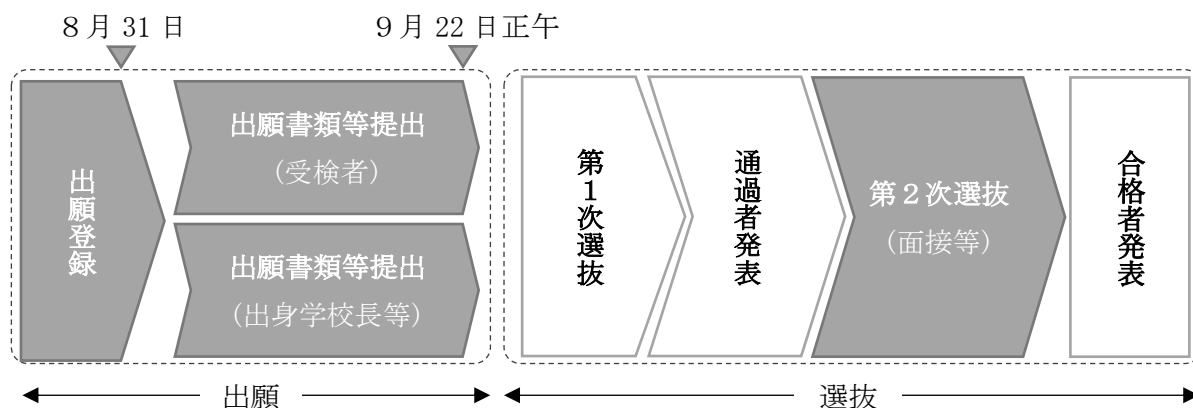 8月31日
9月22日正午
出願登録
出願書類等提出
(受検者)
出願書類等提出
(出身学校長等)
第1次選抜
通過者発表
第2次選抜
(面接等)
合格者発表
出願
選抜